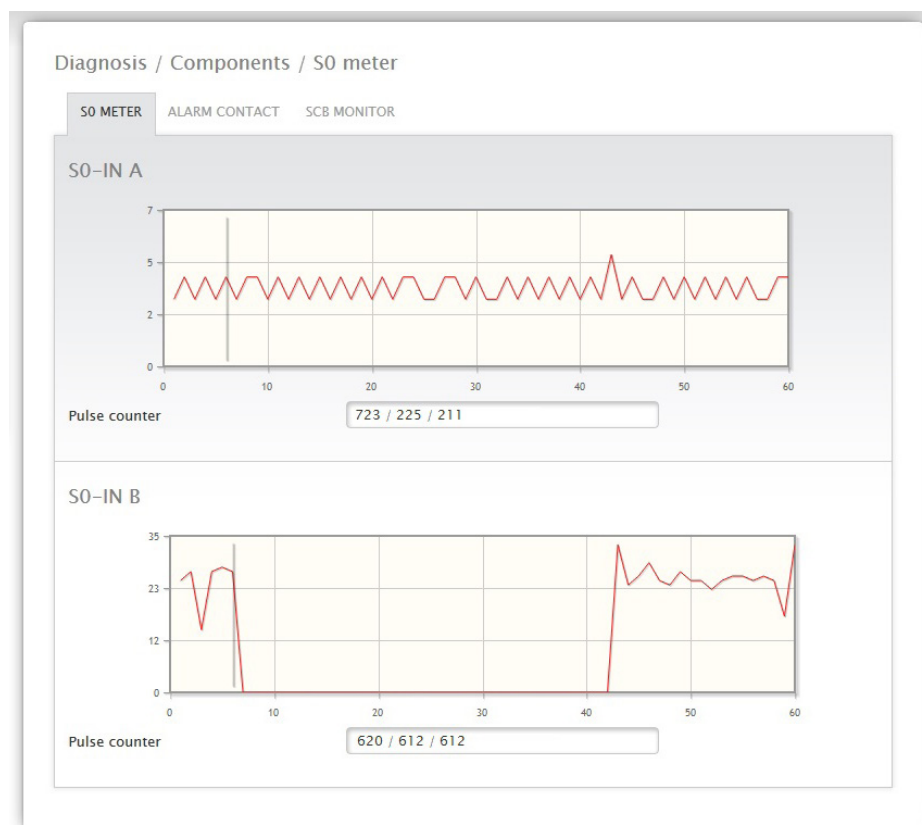 Diagnosis / Components / S0 meter
S0 METER ALARM CONTACT SCB MONITOR
S0-IN A
7
5
2
0
0 10 20 30 40 50 60
Pulse counter 723 / 225 / 211
S0-IN B
35
23
12
0
0 10 20 30 40 50 60
Pulse counter 620 / 612 / 612